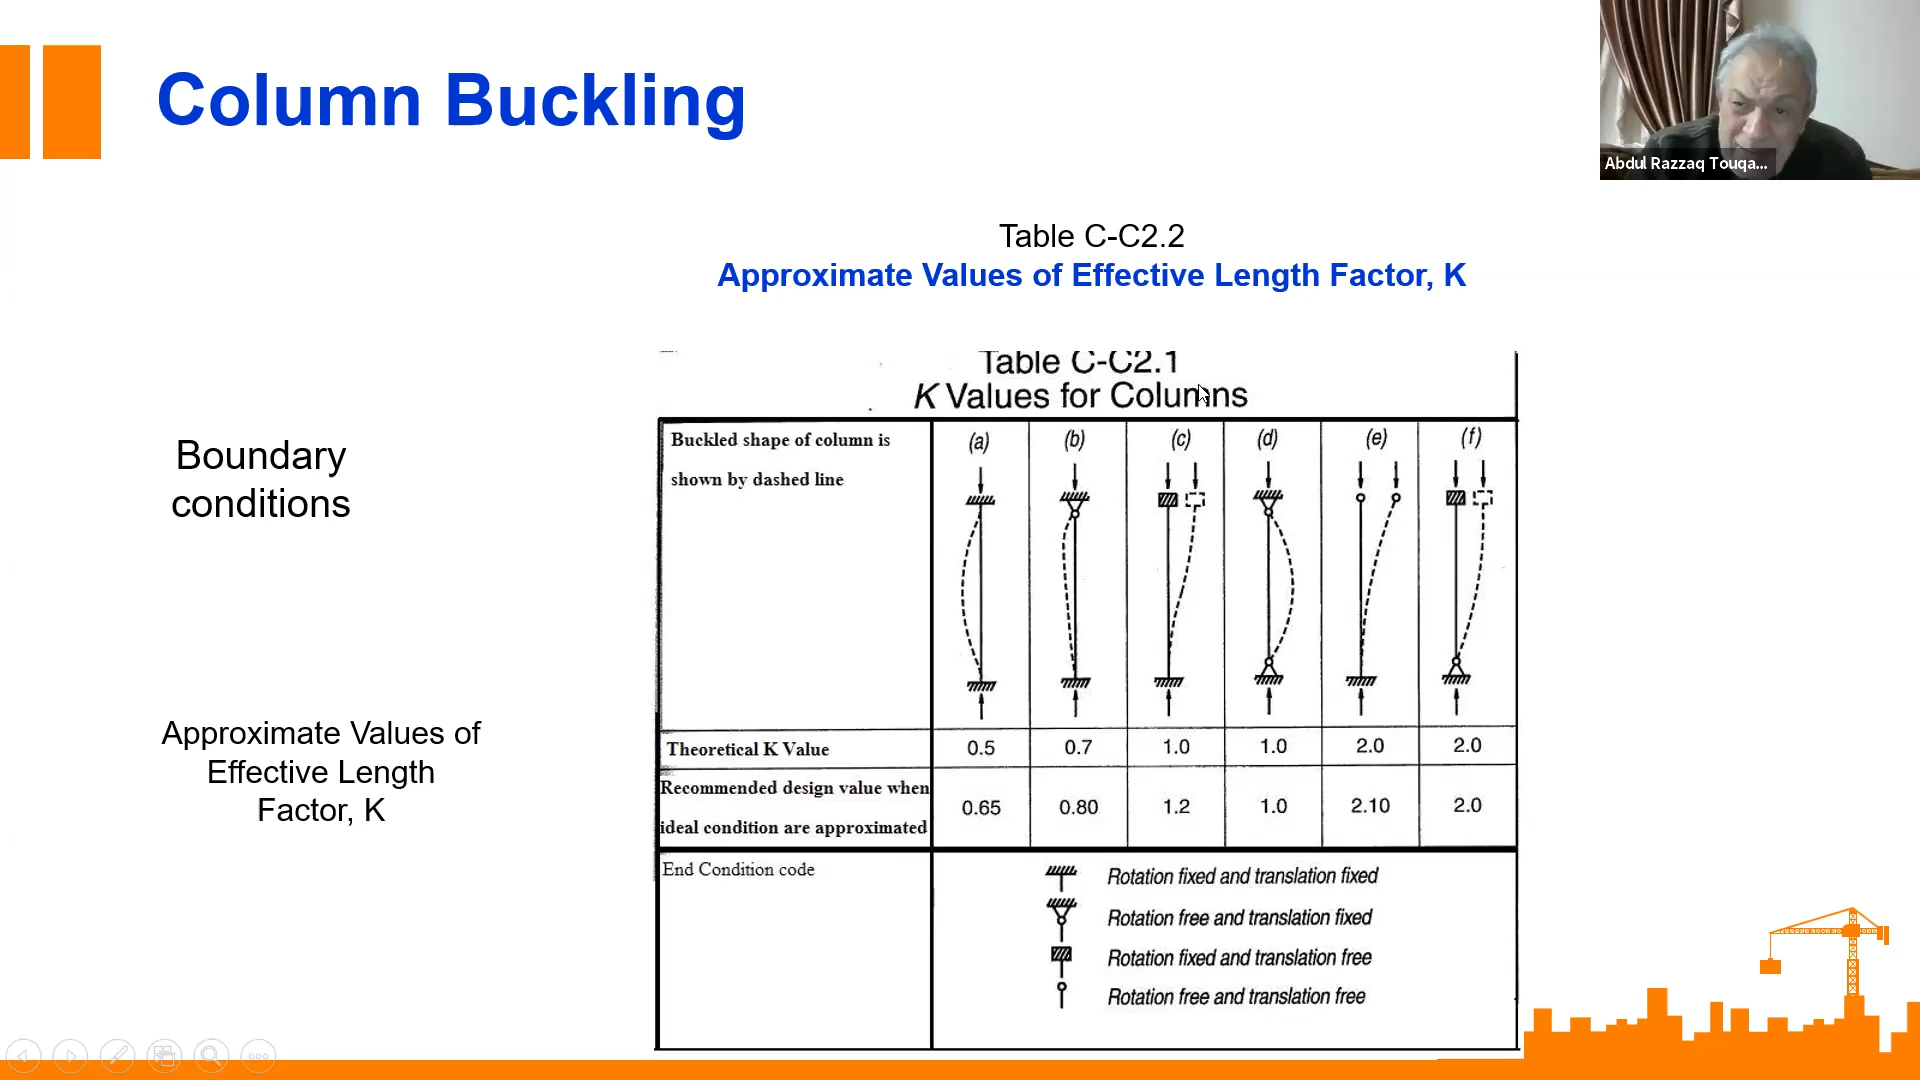 Column Buckling
Abdul Razzaq Touqa...
Table C-C2.2
Approximate Values of Effective Length Factor, K
Table C-C2.1
K Values for Columns
Boundary
conditions
Buckled shape of column is
shown by dashed line
(a) (b) (c) (d) (e) (f)
Approximate Values of
Effective Length
Factor, K
Theoretical K Value 0.5 0.7 1.0 1.0 2.0 2.0
Recommended design value when
ideal condition are approximated
0.65 0.80 1.2 1.0 2.10 2.0
End Condition code
Rotation fixed and translation fixed
Rotation free and translation fixed
Rotation fixed and translation free
Rotation free and translation free